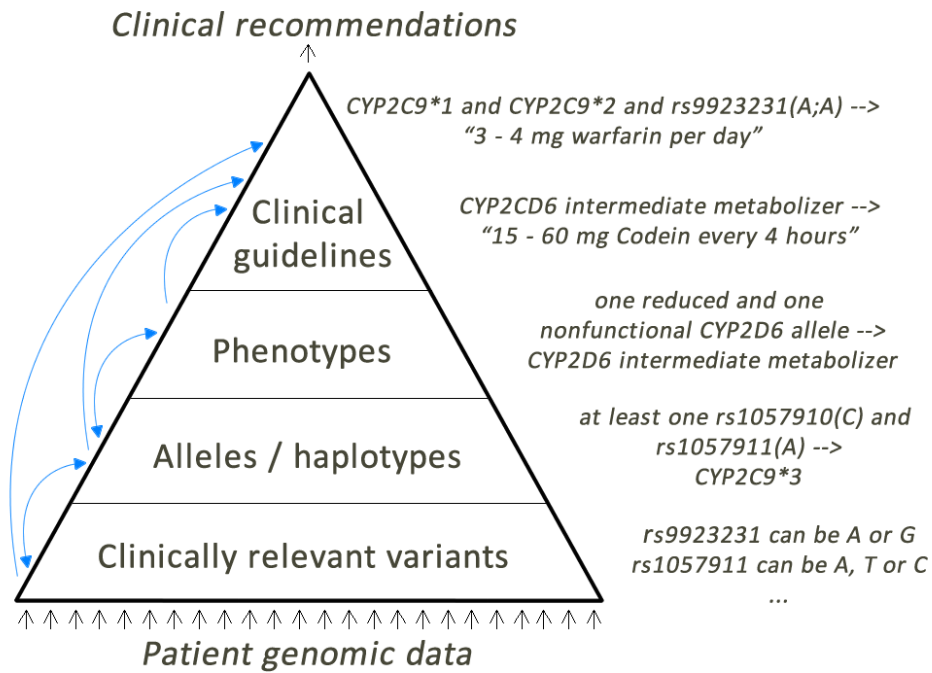 Clinical recommendations
CYP2C9*1 and CYP2C9*2 and rs9923231(A;A) -->
“3 - 4 mg warfarin per day”
Clinical
guidelines
CYP2CD6 intermediate metabolizer -->
“15 - 60 mg Codein every 4 hours”
Phenotypes
one reduced and one
nonfunctional CYP2D6 allele -->
CYP2D6 intermediate metabolizer
Alleles / haplotypes
at least one rs1057910(C) and
rs1057911(A) -->
CYP2C9*3
Clinically relevant variants
rs9923231 can be A or G
rs1057911 can be A, T or C
...
Patient genomic data